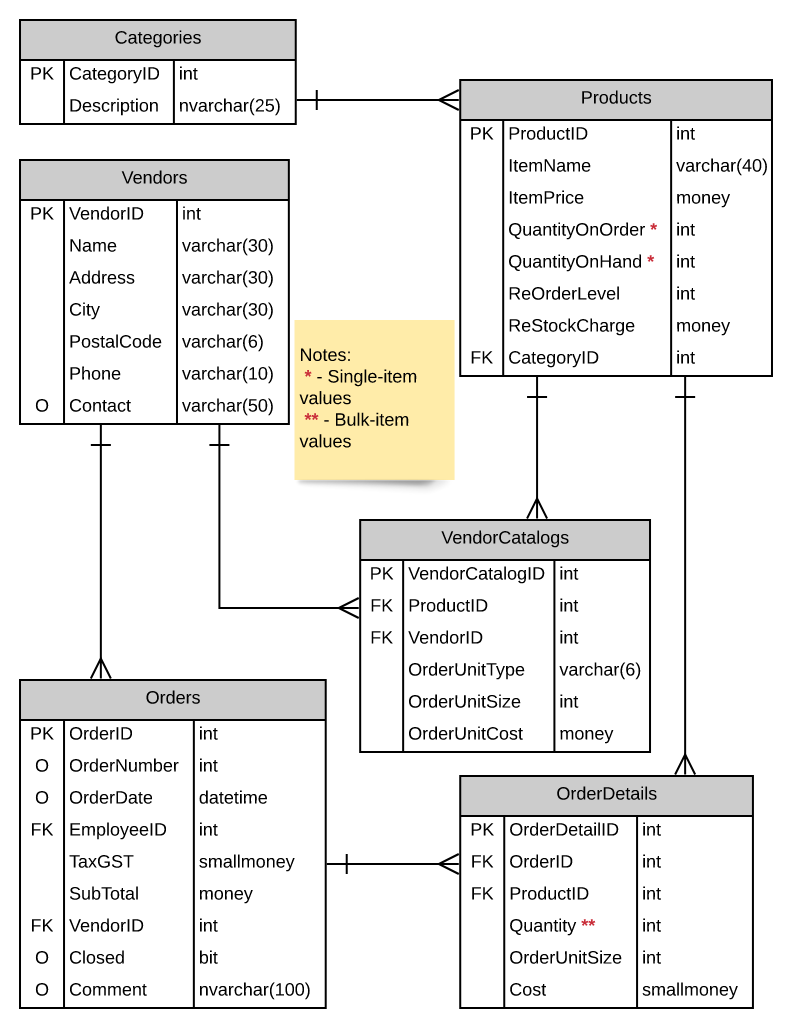 Categories
PK CategoryID int
Description nvarchar(25)
Products
PK ProductID int
ItemName varchar(40)
ItemPrice money
QuantityOnOrder * int
QuantityOnHand * int
ReOrderLevel int
ReStockCharge money
FK CategoryID int
Vendors
PK VendorID int
Name varchar(30)
Address varchar(30)
City varchar(30)
PostalCode varchar(6)
Phone varchar(10)
O Contact varchar(50)
Notes:
* - Single-item
values
** - Bulk-item
values
VendorCatalogs
PK VendorCatalogID int
FK ProductID int
FK VendorID int
OrderUnitType varchar(6)
OrderUnitSize int
OrderUnitCost money
Orders
PK OrderID int
O OrderNumber int
O OrderDate datetime
FK EmployeeID int
TaxGST smallmoney
SubTotal money
FK VendorID int
O Closed bit
O Comment nvarchar(100)
OrderDetails
PK OrderDetailID int
FK OrderID int
FK ProductID int
Quantity ** int
OrderUnitSize int
Cost smallmoney